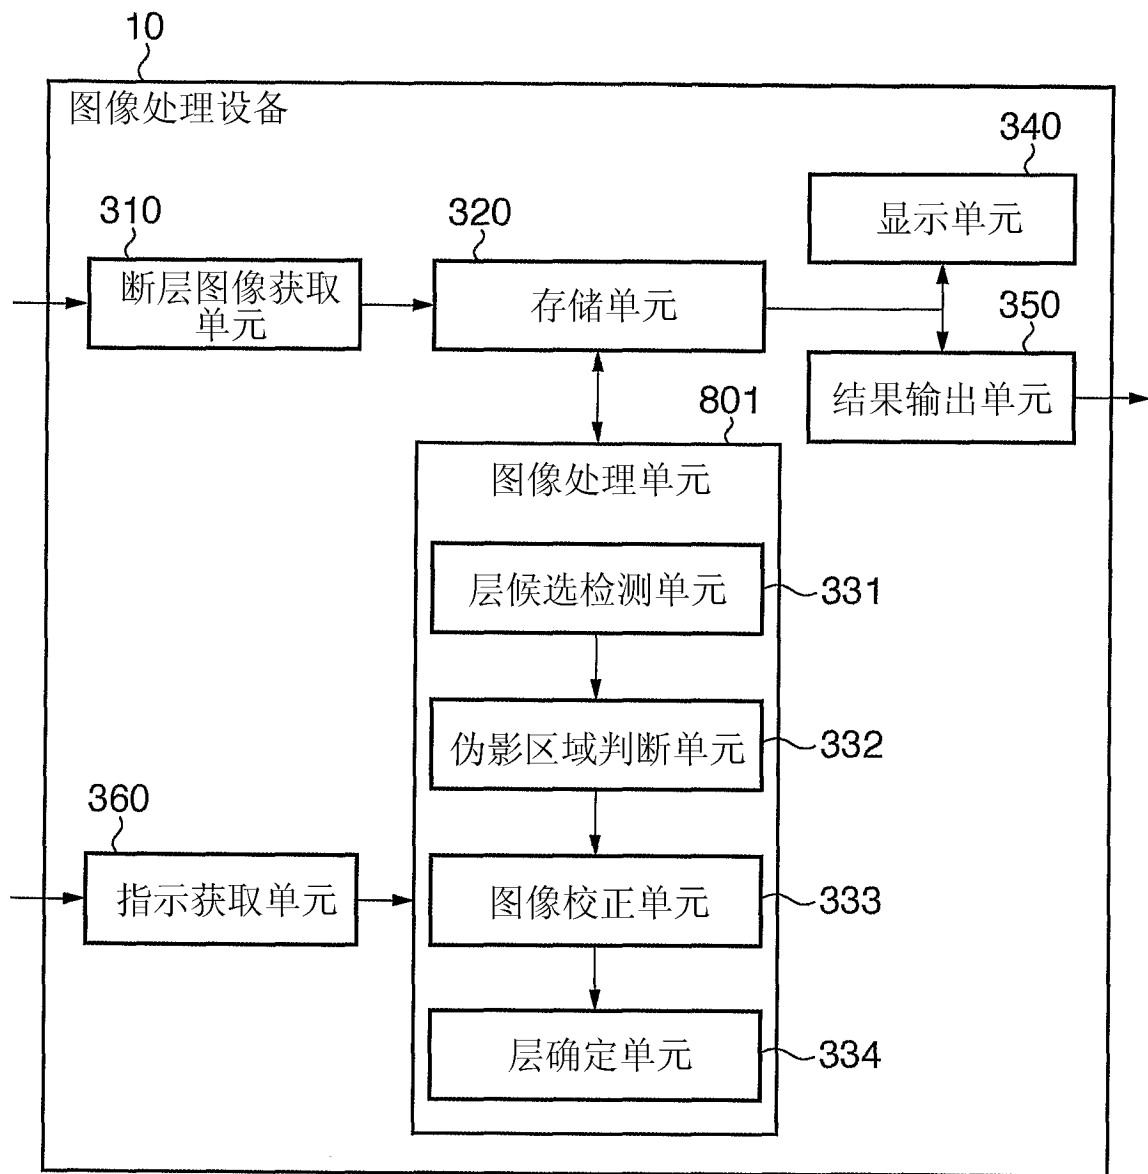 10
图像处理设备
340
显示单元
310
断层图像获取
单元
320
存储单元
350
结果输出单元
801
图像处理单元
层候选检测单元
331
伪影区域判断单元
332
360
指示获取单元
图像校正单元
333
层确定单元
334